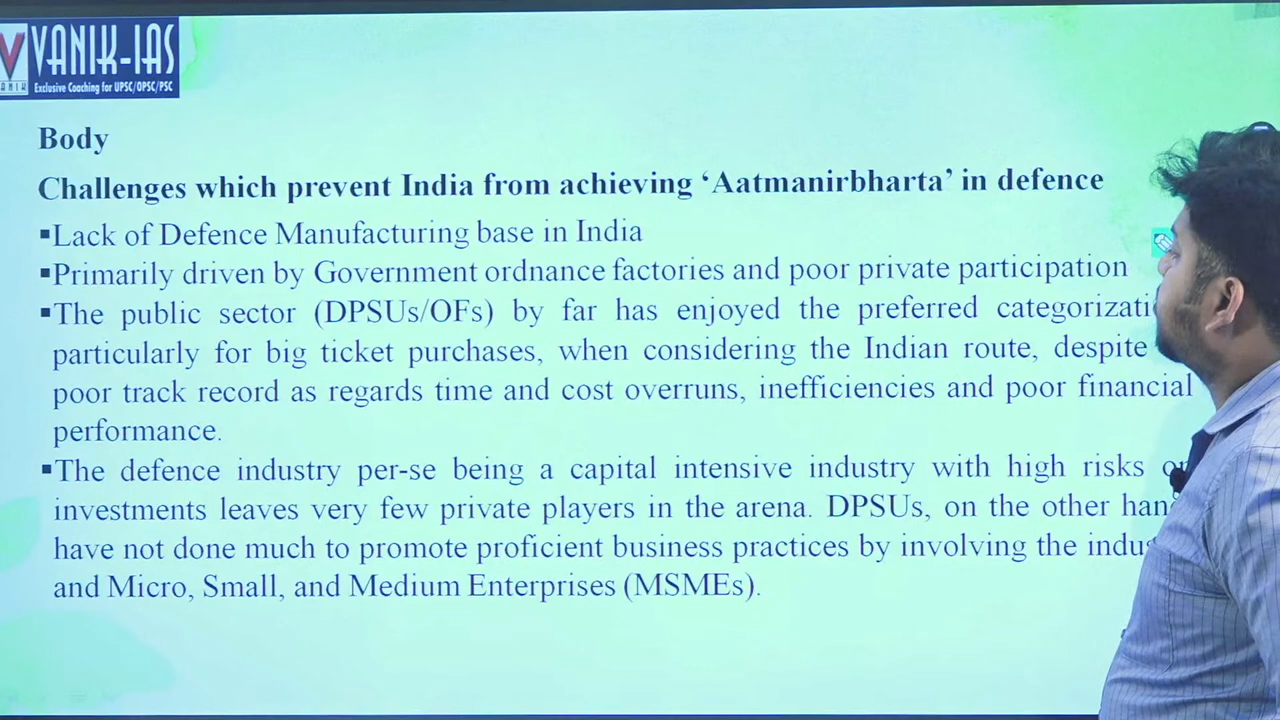 VANIK-IAS
VANIK
Exclusive Coaching for UPSC/OPSC/PSC
Body
Challenges which prevent India from achieving ‘Aatmanirbharta’ in defence
▪Lack of Defence Manufacturing base in India
▪Primarily driven by Government ordnance factories and poor private participation
▪The public sector (DPSUs/OFs) by far has enjoyed the preferred
particularly for big ticket purchases, when considering the Indian route, despite
poor track record as regards time and cost overruns, inefficiencies and poor financial
performance.
▪The defence industry per-se being a capital intensive industry with high risks
investments leaves very few private players in the arena. DPSUs, on the other
have not done much to promote proficient business practices by involving the
and Micro, Small, and Medium Enterprises (MSMEs).